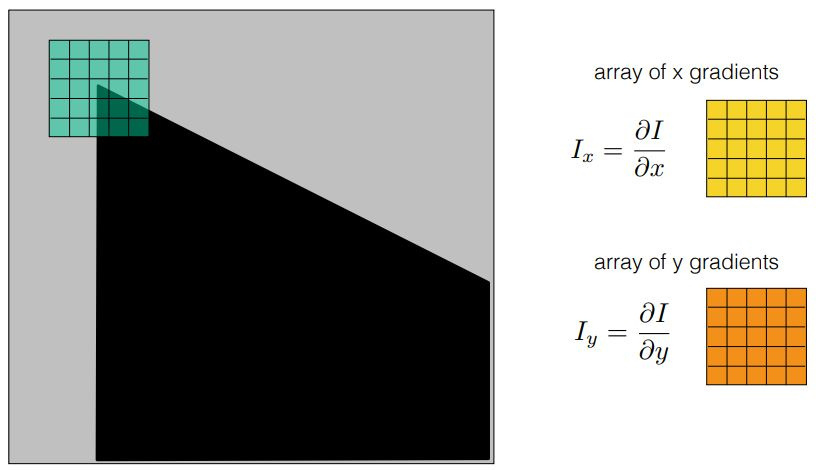 array of x gradients
I_x = ∂I/∂x
array of y gradients
I_y = ∂I/∂y